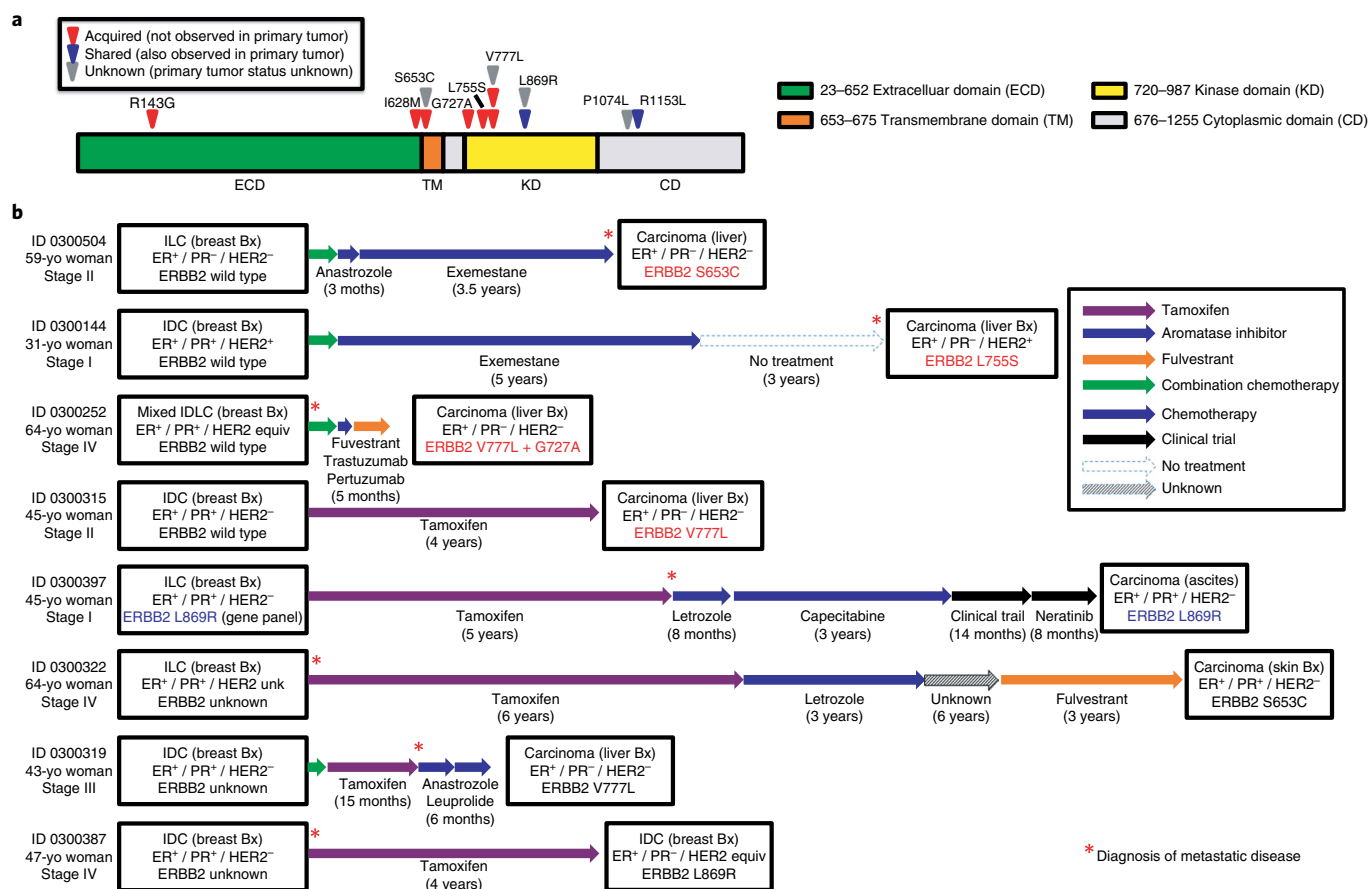 a
Acquired (not observed in primary tumor)
Shared (also observed in primary tumor)
Unknown (primary tumor status unknown)
R143G
I628M
S653C
G727A
L755S
V777L
L869R
P1074L
R1153L
ECD
TM
KD
CD
23–652 Extracelluar domain (ECD)
653–675 Transmembrane domain (TM)
720–987 Kinase domain (KD)
676–1255 Cytoplasmic domain (CD)
b
ID 0300504
59-yo woman
Stage II
ILC (breast Bx)
ER⁺ / PR⁻ / HER2⁻
ERBB2 wild type
Anastrozole
(3 moths)
Exemestane
(3.5 years)
*
Carcinoma (liver)
ER⁺ / PR⁻ / HER2⁻
ERBB2 S653C
ID 0300144
31-yo woman
Stage I
IDC (breast Bx)
ER⁺ / PR⁺ / HER2⁺
ERBB2 wild type
Exemestane
(5 years)
No treatment
(3 years)
*
Carcinoma (liver Bx)
ER⁺ / PR⁻ / HER2⁺
ERBB2 L755S
ID 0300252
64-yo woman
Stage IV
Mixed IDLC (breast Bx)
ER⁺ / PR⁺ / HER2 equiv
ERBB2 wild type
*
Fuvestrant
Trastuzumab
Pertuzumab
(5 months)
Carcinoma (liver Bx)
ER⁺ / PR⁻ / HER2⁻
ERBB2 V777L + G727A
ID 0300315
45-yo woman
Stage II
IDC (breast Bx)
ER⁺ / PR⁺ / HER2⁻
ERBB2 wild type
Tamoxifen
(4 years)
Carcinoma (liver Bx)
ER⁺ / PR⁻ / HER2⁻
ERBB2 V777L
ID 0300397
45-yo woman
Stage I
ILC (breast Bx)
ER⁺ / PR⁺ / HER2⁻
ERBB2 L869R (gene panel)
Tamoxifen
(5 years)
*
Letrozole
(8 months)
Capecitabine
(3 years)
Clinical trail
(14 months)
Neratinib
(8 months)
Carcinoma (ascites)
ER⁺ / PR⁺ / HER2⁻
ERBB2 L869R
ID 0300322
64-yo woman
Stage IV
ILC (breast Bx)
ER⁺ / PR⁺ / HER2 unk
ERBB2 unknown
*
Tamoxifen
(6 years)
Letrozole
(3 years)
Unknown
(6 years)
Fulvestrant
(3 years)
Carcinoma (skin Bx)
ER⁺ / PR⁺ / HER2⁻
ERBB2 S653C
ID 0300319
43-yo woman
Stage III
IDC (breast Bx)
ER⁺ / PR⁺ / HER2⁻
ERBB2 unknown
Tamoxifen
(15 months)
*
Anastrozole
Leuprolide
(6 months)
Carcinoma (liver Bx)
ER⁺ / PR⁻ / HER2⁻
ERBB2 V777L
ID 0300387
47-yo woman
Stage IV
IDC (breast Bx)
ER⁺ / PR⁺ / HER2⁻
ERBB2 unknown
*
Tamoxifen
(4 years)
IDC (breast Bx)
ER⁺ / PR⁻ / HER2 equiv
ERBB2 L869R
Tamoxifen
Aromatase inhibitor
Fulvestrant
Combination chemotherapy
Chemotherapy
Clinical trial
No treatment
Unknown
* Diagnosis of metastatic disease